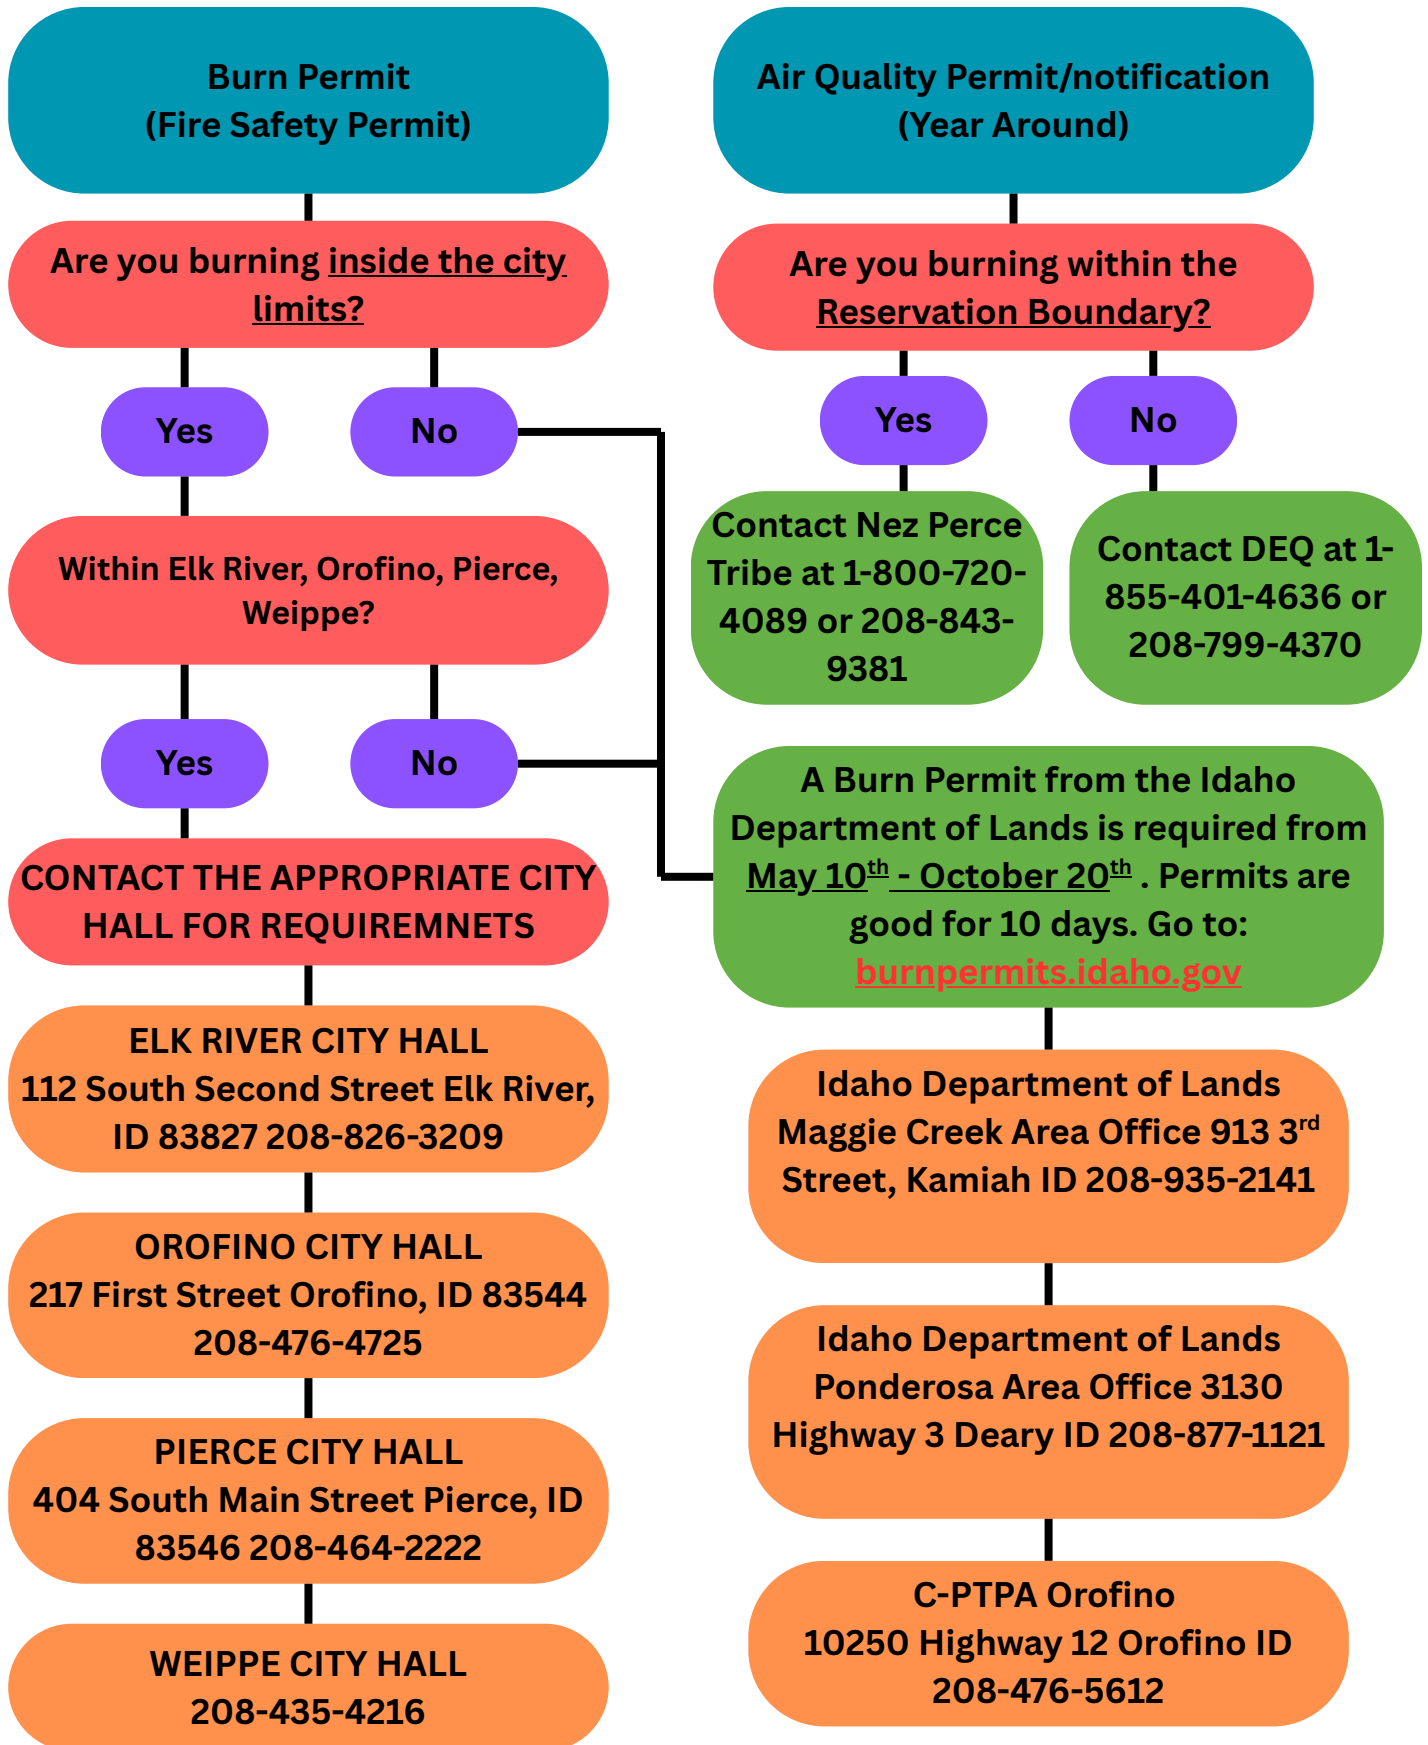 Burn Permit
(Fire Safety Permit)
Are you burning inside the city
limits?
Yes
No
Within Elk River, Orofino, Pierce,
Weippe?
Yes
No
CONTACT THE APPROPRIATE CITY
HALL FOR REQUIREMNETS
ELK RIVER CITY HALL
112 South Second Street Elk River,
ID 83827 208-826-3209
OROFINO CITY HALL
217 First Street Orofino, ID 83544
208-476-4725
PIERCE CITY HALL
404 South Main Street Pierce, ID
83546 208-464-2222
WEIPPE CITY HALL
208-435-4216
Air Quality Permit/notification
(Year Around)
Are you burning within the
Reservation Boundary?
Yes
No
Contact Nez Perce
Tribe at 1-800-720-
4089 or 208-843-
9381
Contact DEQ at 1-
855-401-4636 or
208-799-4370
A Burn Permit from the Idaho
Department of Lands is required from
May 10th - October 20th . Permits are
good for 10 days. Go to:
burnpermits.idaho.gov
Idaho Department of Lands
Maggie Creek Area Office 913 3rd
Street, Kamiah ID 208-935-2141
Idaho Department of Lands
Ponderosa Area Office 3130
Highway 3 Deary ID 208-877-1121
C-PTPA Orofino
10250 Highway 12 Orofino ID
208-476-5612